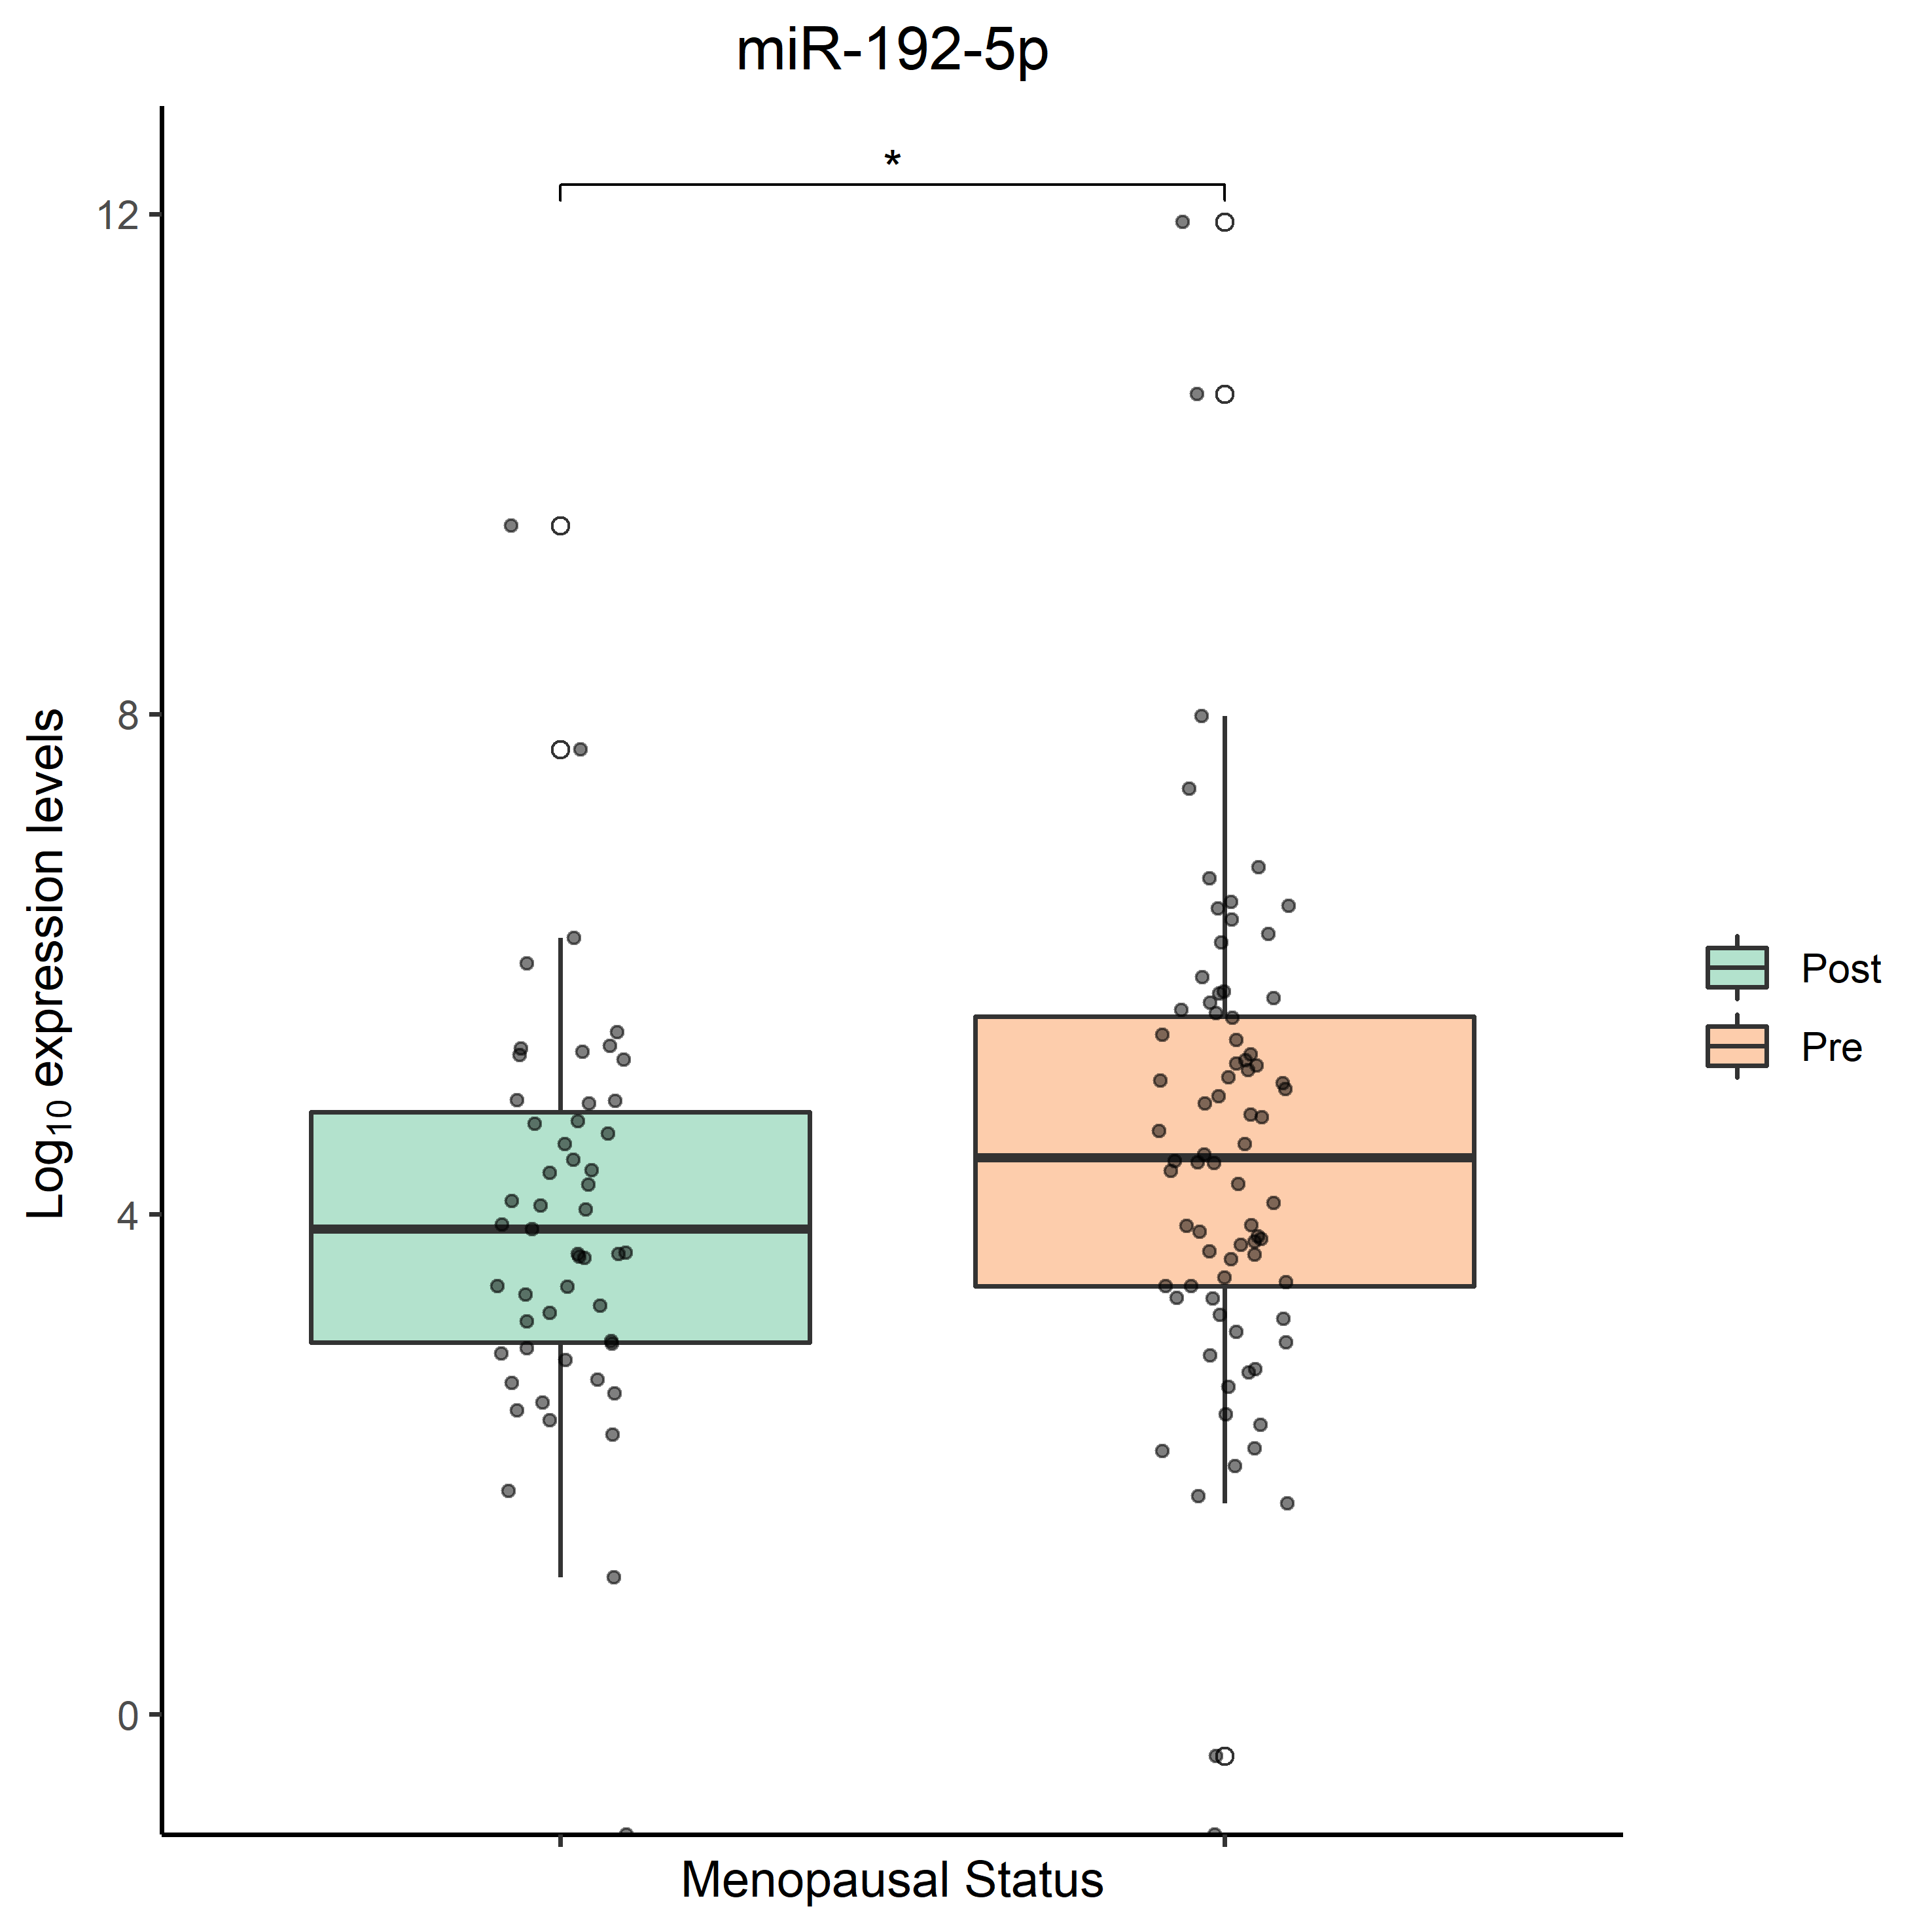 miR-192-5p
*
12
8
4
0
Log₁₀ expression levels
Menopausal Status
Post
Pre